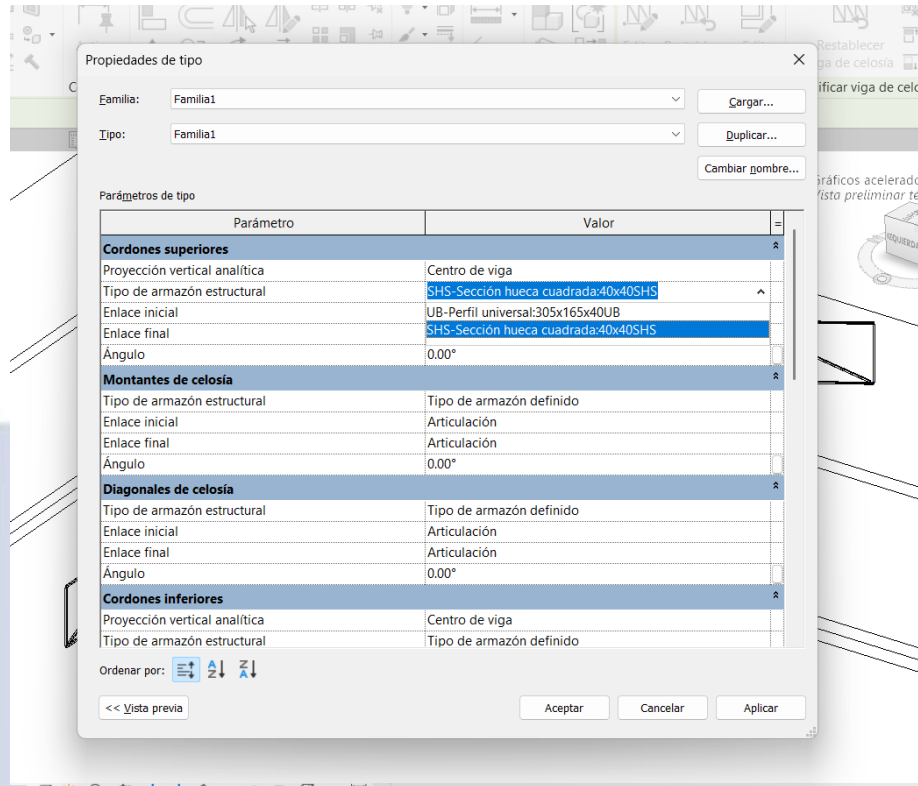 Restablecer
ga de celosía
ificar viga de celo
Propiedades de tipo
Familia: Familia1 Cargar...
Tipo: Familia1 Duplicar...
Cambiar nombre...
Gráficos acelerado
Vista preliminar té
IZQUIERDA
Parámetros de tipo
Parámetro Valor =
Cordones superiores
Proyección vertical analítica Centro de viga
Tipo de armazón estructural SHS-Sección hueca cuadrada:40x40SHS
Enlace inicial UB-Perfil universal:305x165x40UB
Enlace final SHS-Sección hueca cuadrada:40x40SHS
Ángulo 0.00°
Montantes de celosía
Tipo de armazón estructural Tipo de armazón definido
Enlace inicial Articulación
Enlace final Articulación
Ángulo 0.00°
Diagonales de celosía
Tipo de armazón estructural Tipo de armazón definido
Enlace inicial Articulación
Enlace final Articulación
Ángulo 0.00°
Cordones inferiores
Proyección vertical analítica Centro de viga
Tipo de armazón estructural Tipo de armazón definido
Ordenar por:
<< Vista previa Aceptar Cancelar Aplicar